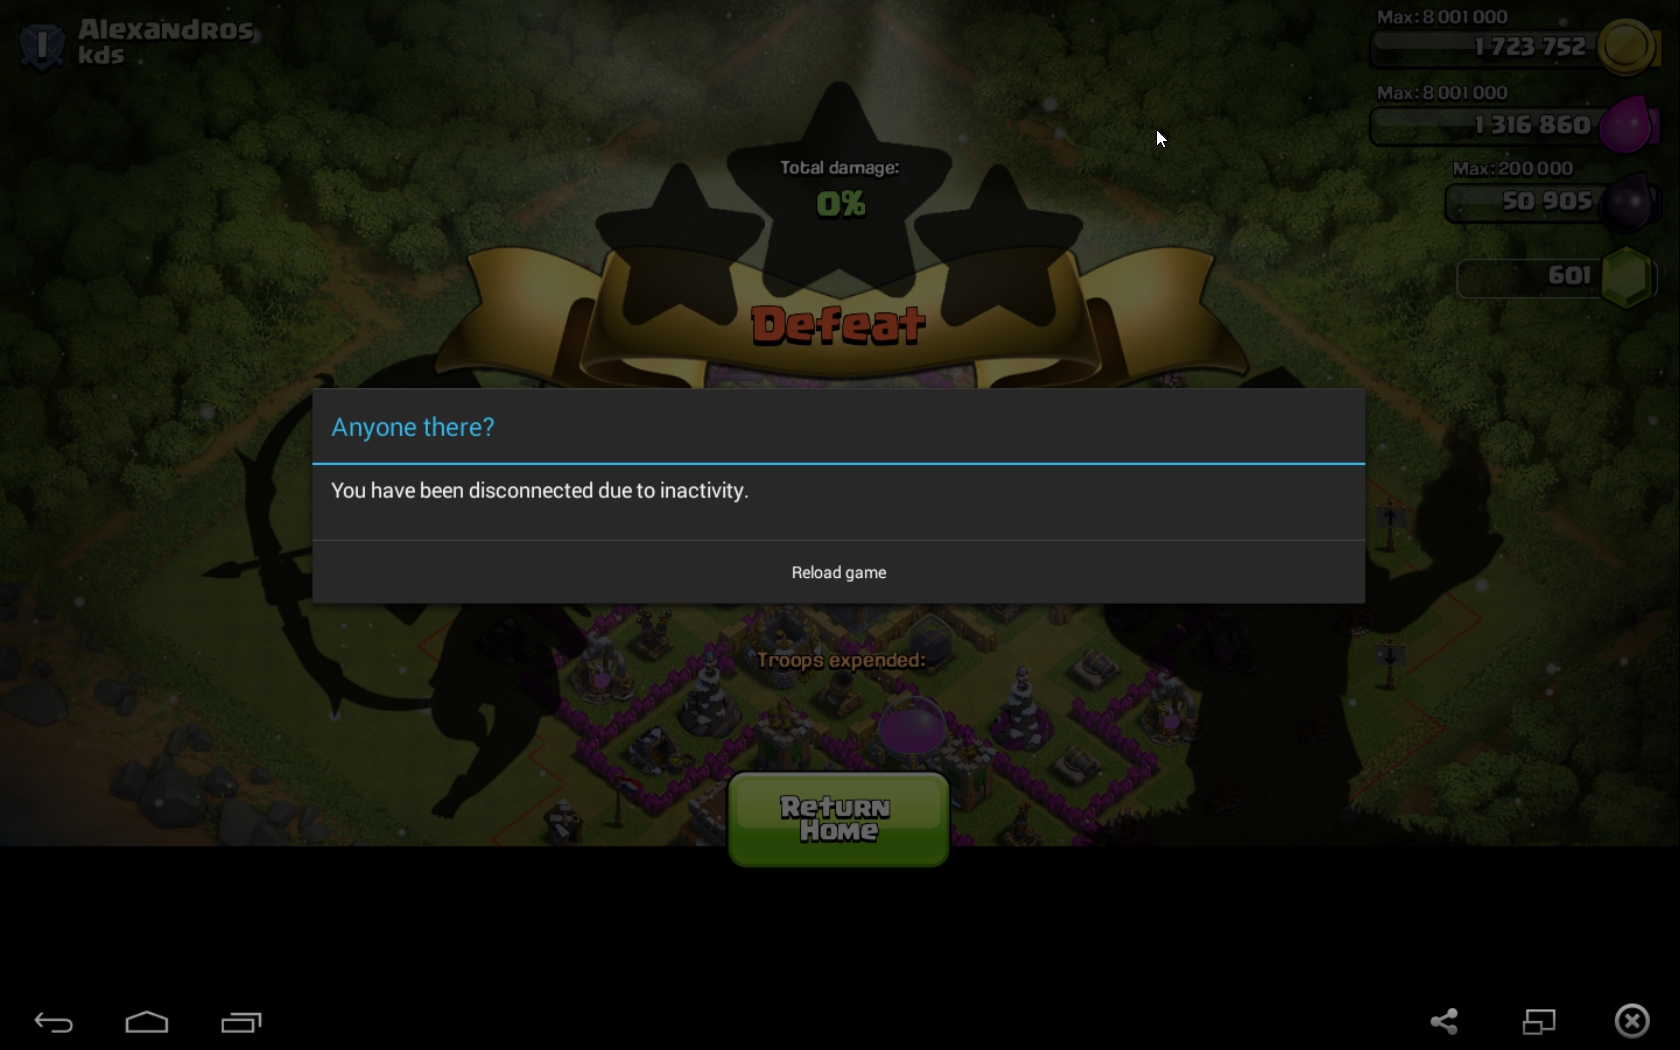 Alexandros
kds
Max: 8 001 000
1 723 752
Max: 8 001 000
1 316 860
Max: 200 000
50 905
601
Total damage:
0%
Defeat
Anyone there?
You have been disconnected due to inactivity.
Reload game
Troops expended:
Return
Home